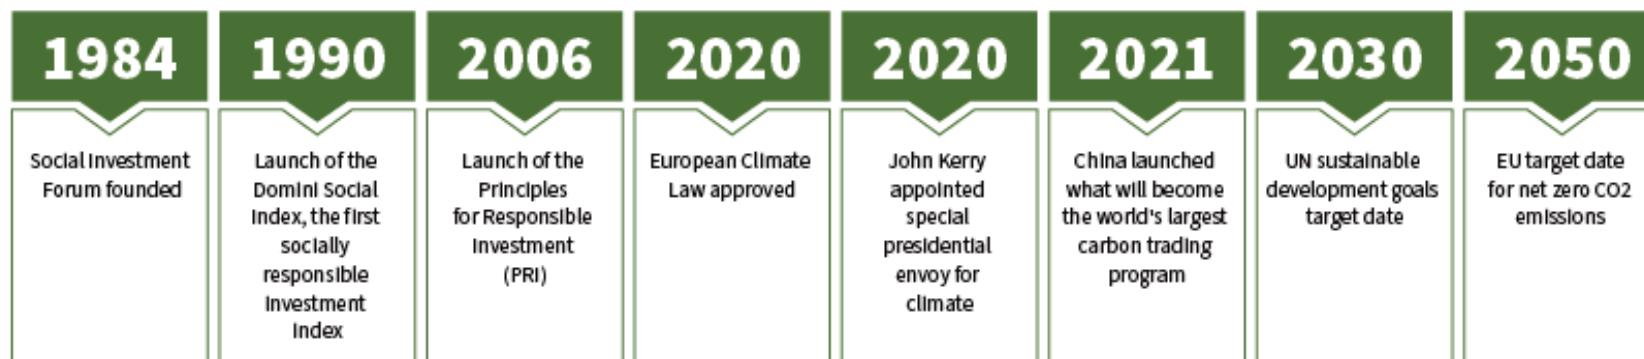 1984
Social Investment
Forum founded
1990
Launch of the
Domini Social
Index, the first
socially
responsible
investment
index
2006
Launch of the
Principles
for Responsible
Investment
(PRI)
2020
European Climate
Law approved
2020
John Kerry
appointed
special
presidential
envoy for
climate
2021
China launched
what will become
the world's largest
carbon trading
program
2030
UN sustainable
development goals
target date
2050
EU target date
for net zero CO2
emissions